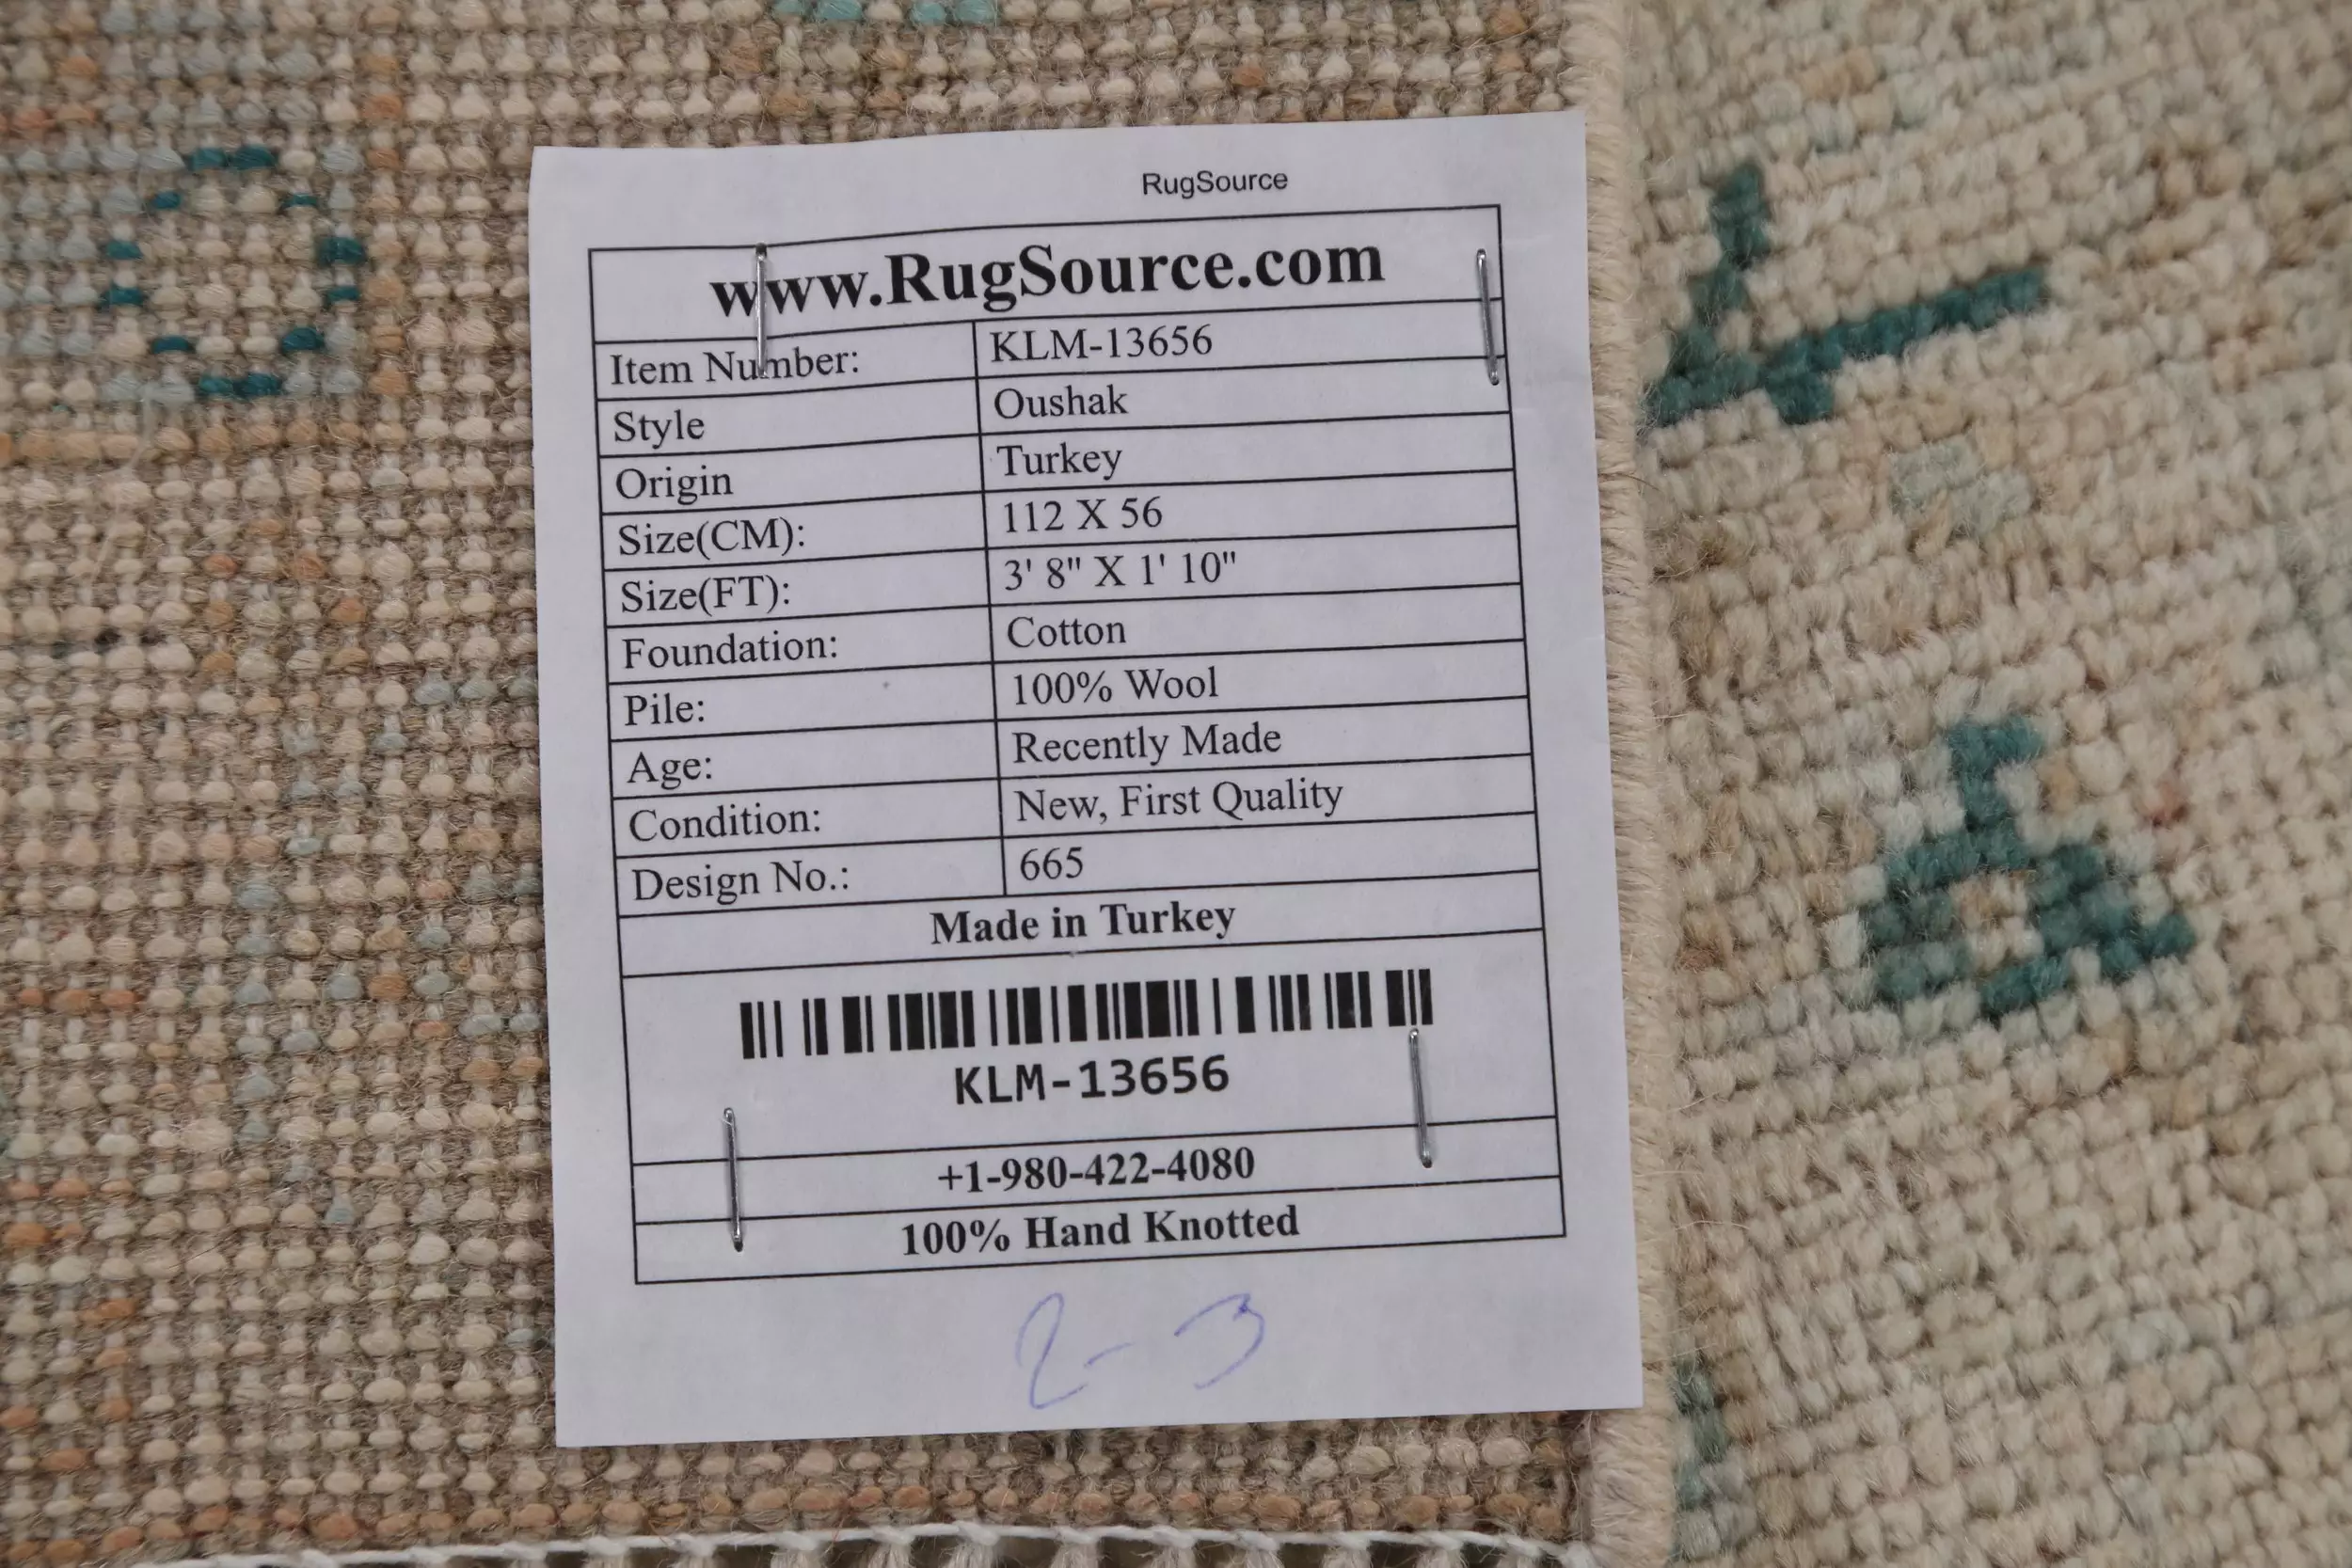 RugSource
www.RugSource.com
Item Number: KLM-13656
Style Oushak
Origin Turkey
Size(CM): 112 X 56
Size(FT): 3' 8" X 1' 10"
Foundation: Cotton
Pile: 100% Wool
Age: Recently Made
Condition: New, First Quality
Design No.: 665
Made in Turkey
KLM-13656
+1-980-422-4080
100% Hand Knotted
2-3